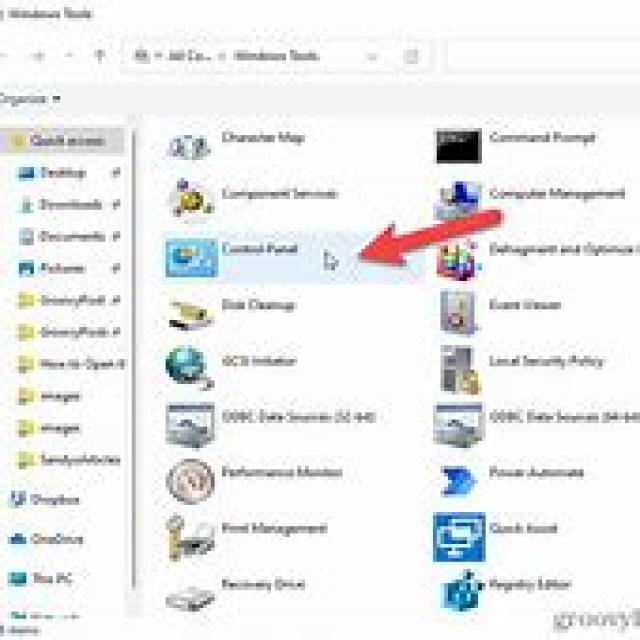 Windows Tools
All Co... > Windows Tools
Organize
Quick access
Desktop
Downloads
Documents
Pictures
GroovyPost
GroovyPosts
How to Open It
images
images
SandysArticles
Dropbox
OneDrive
This PC
Character Map
Command Prompt
Component Services
Computer Management
Control Panel
Defragment and Optimize
Disk Cleanup
Event Viewer
iSCSI Initiator
Local Security Policy
ODBC Data Sources (32-bit)
ODBC Data Sources (64-bit)
Performance Monitor
Power Automate
Print Management
Quick Assist
Recovery Drive
Registry Editor
items